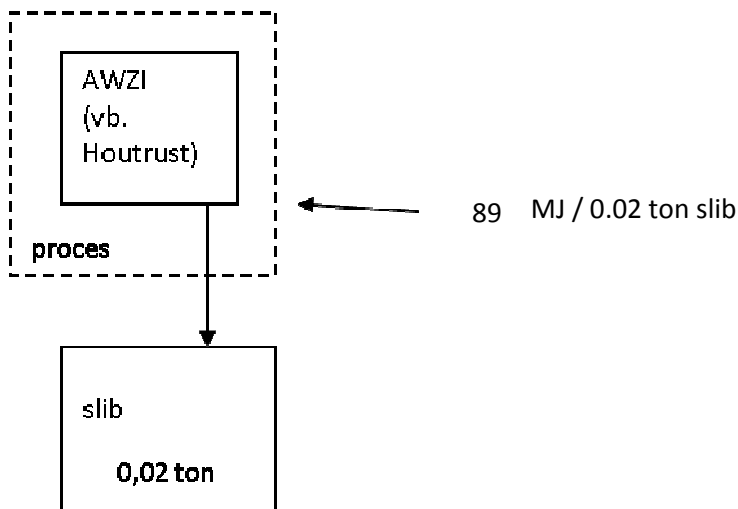 AWZI
(vb.
Houtrust)
proces
89 MJ / 0.02 ton slib
slib
0,02 ton